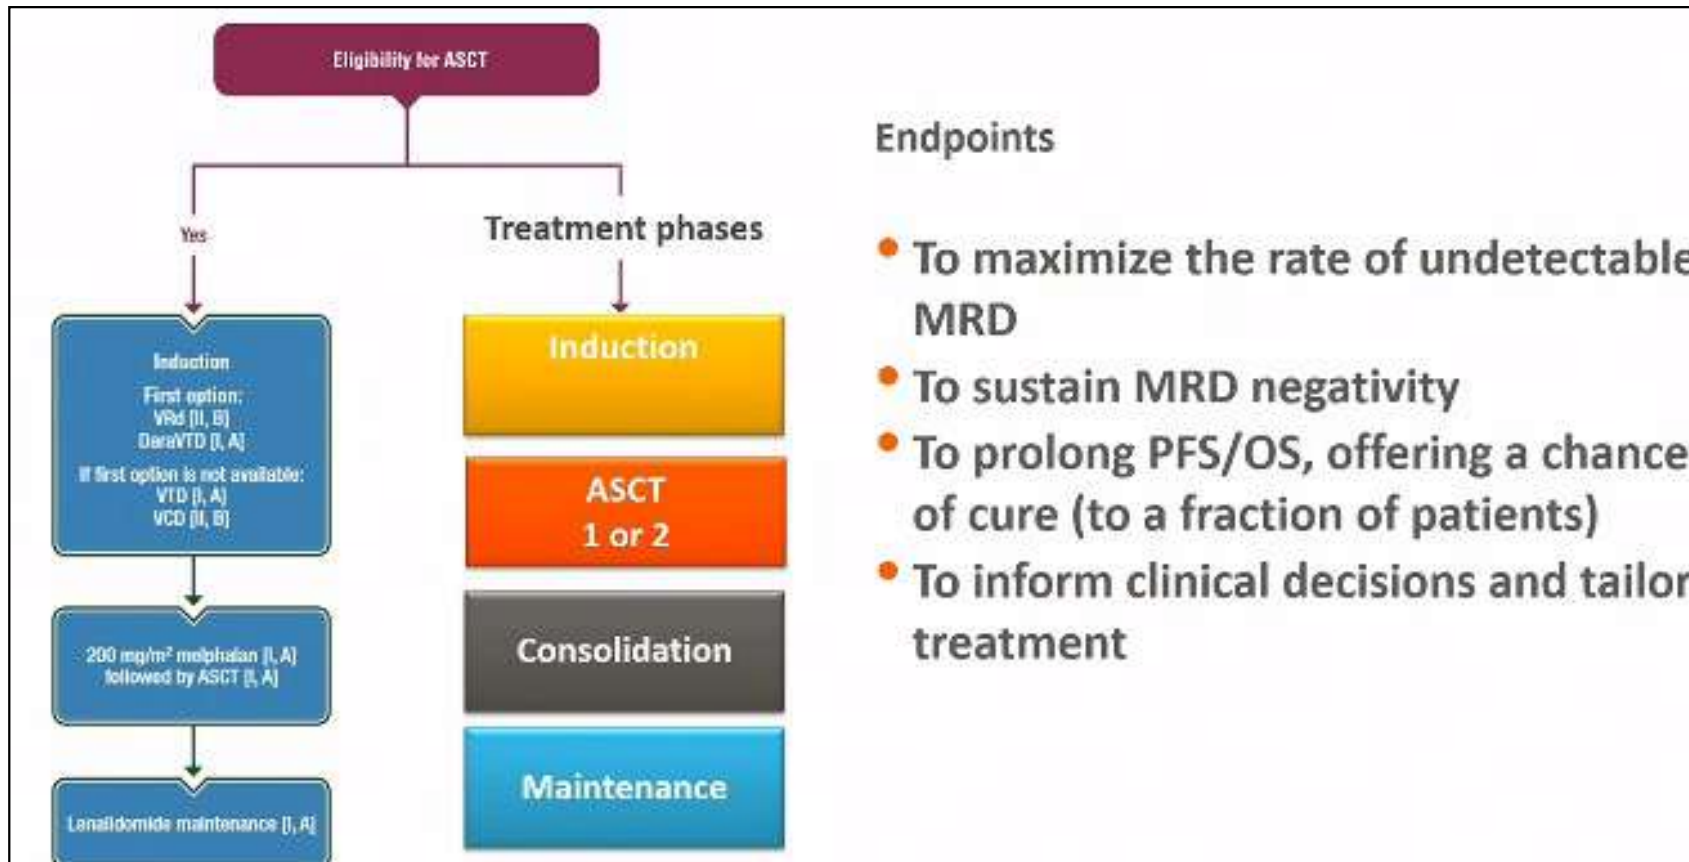 Eligibility for ASCT
Yes
Induction
First option:
VRd [II, B]
DaraVTD [I, A]
If first option is not available:
VTD [I, A]
VCD [II, B]
200 mg/m² melphalan [I, A]
followed by ASCT [I, A]
Lenalidomide maintenance [I, A]
Treatment phases
Induction
ASCT
1 or 2
Consolidation
Maintenance
Endpoints
• To maximize the rate of undetectable
MRD
• To sustain MRD negativity
• To prolong PFS/OS, offering a chance
of cure (to a fraction of patients)
• To inform clinical decisions and tailor
treatment